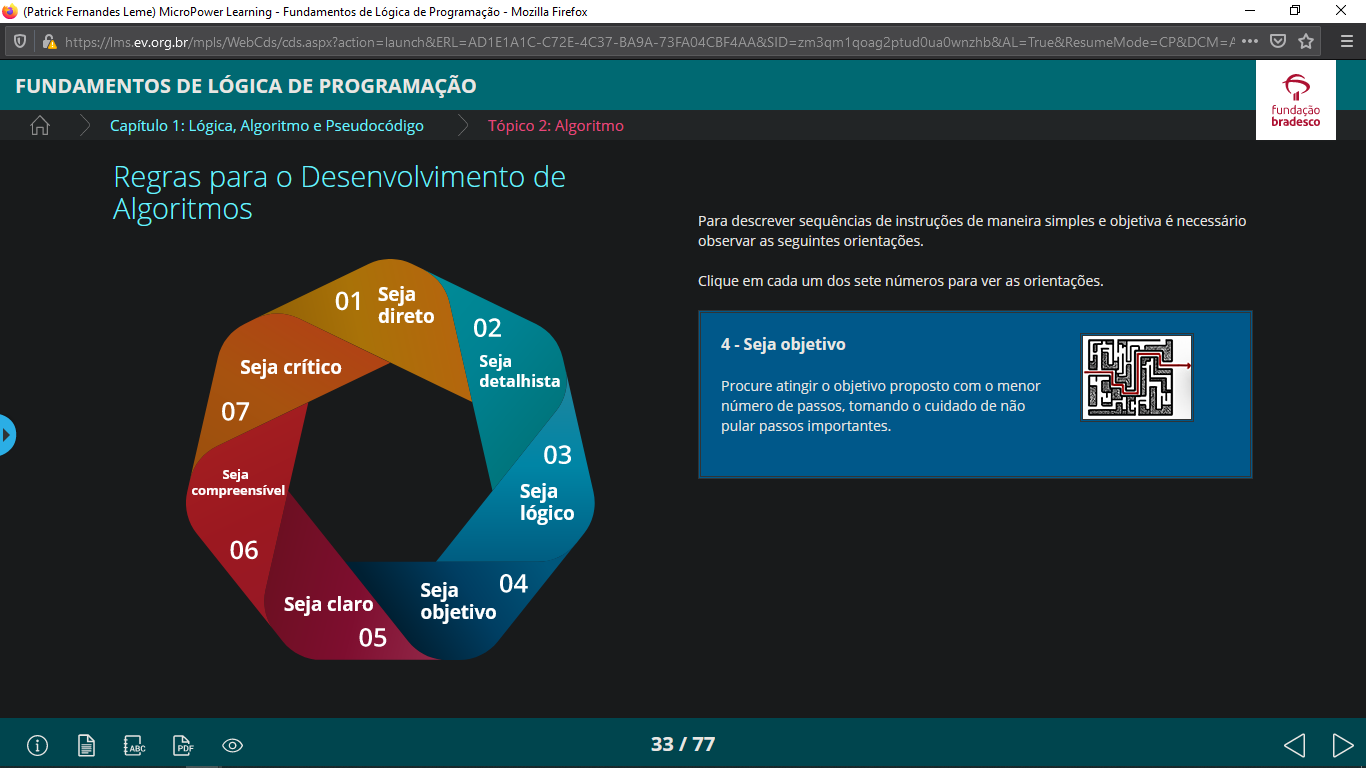 (Patrick Fernandes Leme) MicroPower Learning - Fundamentos de Lógica de Programação - Mozilla Firefox
https://lms.ev.org.br/mpls/WebCds/cds.aspx?action=launch&ERL=AD1E1A1C-C72E-4C37-BA9A-73FA04CBF4AA&SID=zm3qm1qoag2ptud0ua0wnzhb&AL=True&ResumeMode=CP&DCM=A
FUNDAMENTOS DE LÓGICA DE PROGRAMAÇÃO
fundação
bradesco
Capítulo 1: Lógica, Algoritmo e Pseudocódigo
Tópico 2: Algoritmo
Regras para o Desenvolvimento de
Algoritmos
01
Seja
direto
02
Seja
detalhista
03
Seja
lógico
04
Seja
objetivo
05
Seja claro
06
Seja
compreensível
07
Seja crítico
Para descrever sequências de instruções de maneira simples e objetiva é necessário
observar as seguintes orientações.
Clique em cada um dos sete números para ver as orientações.
4 - Seja objetivo
Procure atingir o objetivo proposto com o menor
número de passos, tomando o cuidado de não
pular passos importantes.
ABC
PDF
33 / 77